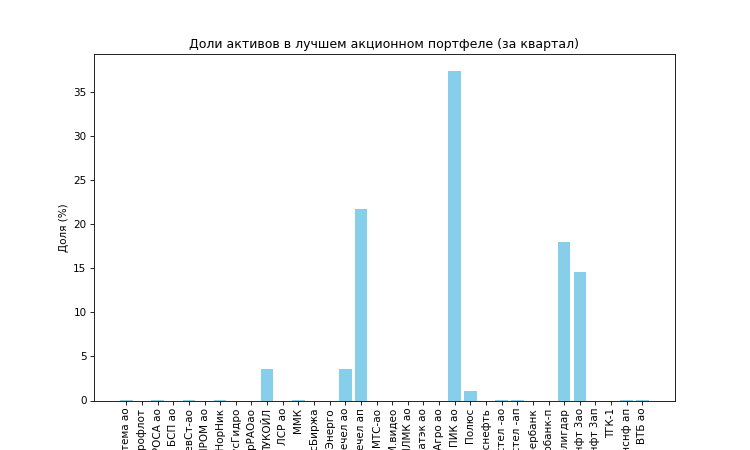 Доли активов в лучшем акционном портфеле (за квартал)
Доля (%)
35
30
25
20
15
10
5
0
тема ао
рофлот
РОСА ао
БСП ао
евСт-ао
ПРОМ ао
НорНик
сГидро
рРАОао
ЛУКОЙЛ
ЛСР ао
ММК
сБиржа
Энерго
ечел ао
ечел ап
МТС-ао
М.видео
ЛМК ао
атэк ао
Агро ао
ПИК ао
Полюс
снефть
стел -ао
стел -ап
ербанк
рбанк-п
лигдар
нфт 3ао
нфт 3ап
ТГК-1
нснф ап
ВТБ ао